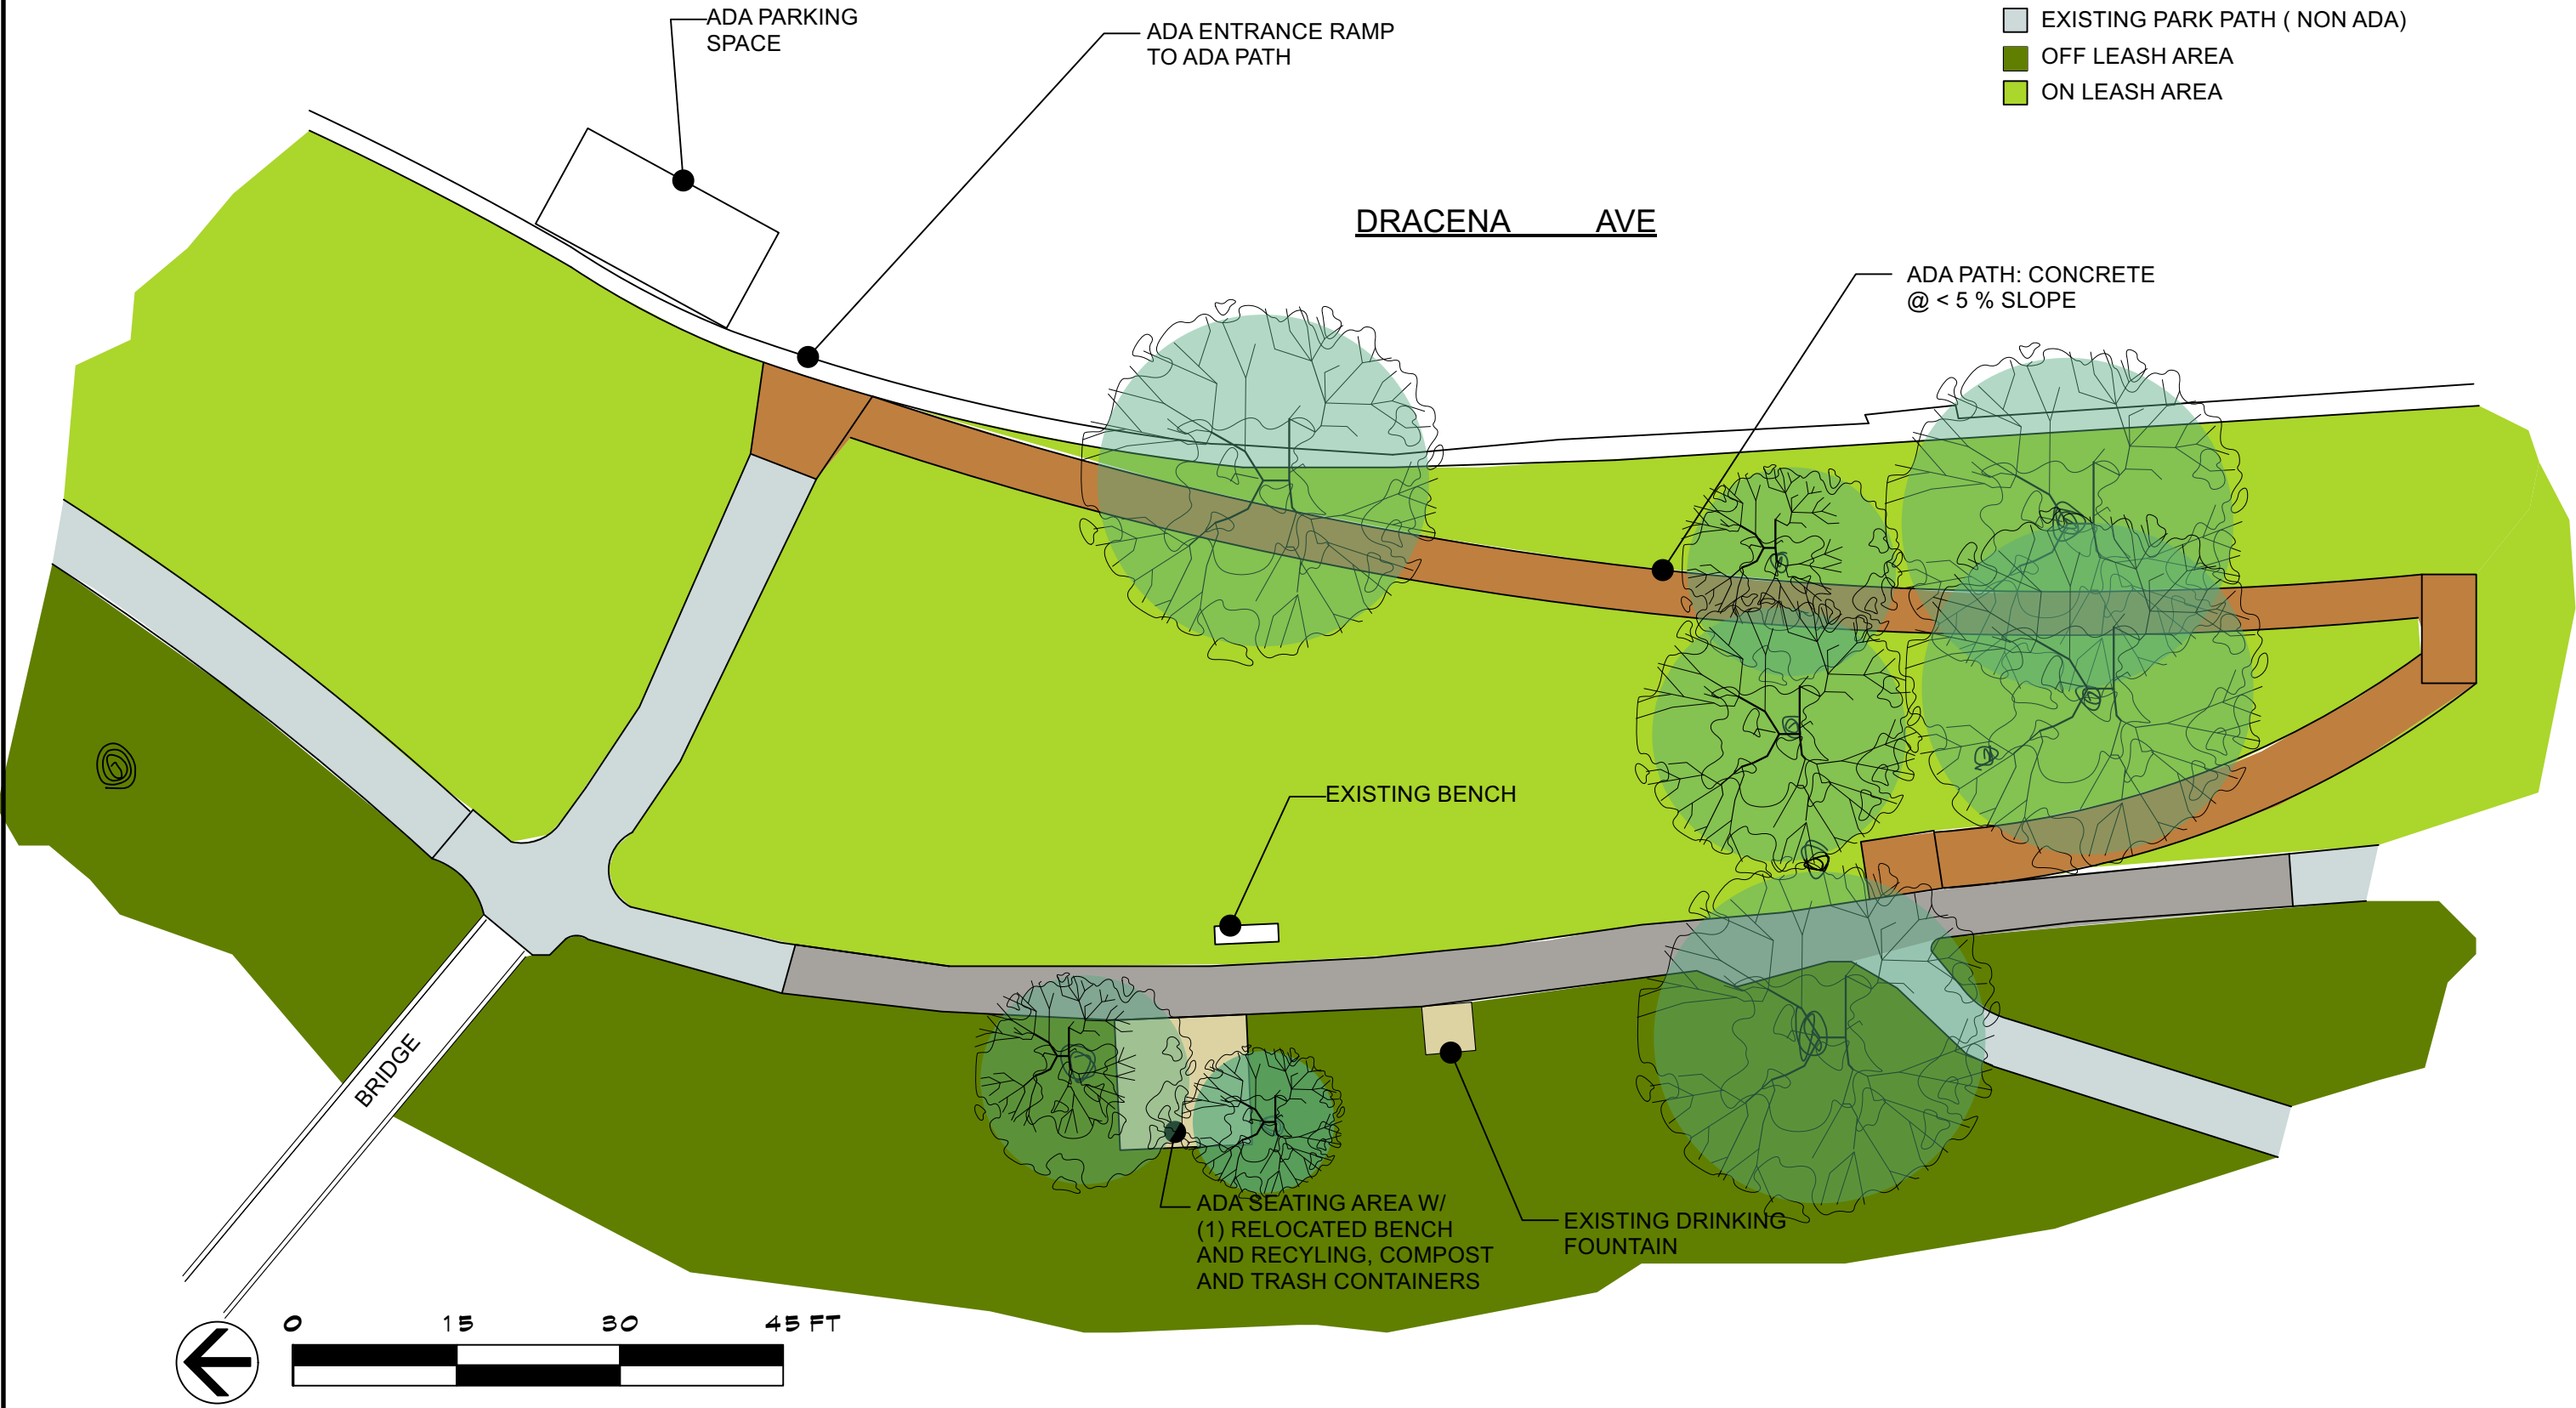 ADA PARKING
SPACE
ADA ENTRANCE RAMP
TO ADA PATH
EXISTING PARK PATH ( NON ADA)
OFF LEASH AREA
ON LEASH AREA
DRACENA AVE
ADA PATH: CONCRETE
@ < 5 % SLOPE
EXISTING BENCH
BRIDGE
ADA SEATING AREA W/
(1) RELOCATED BENCH
AND RECYLING, COMPOST
AND TRASH CONTAINERS
EXISTING DRINKING
FOUNTAIN
0 15 30 45 FT